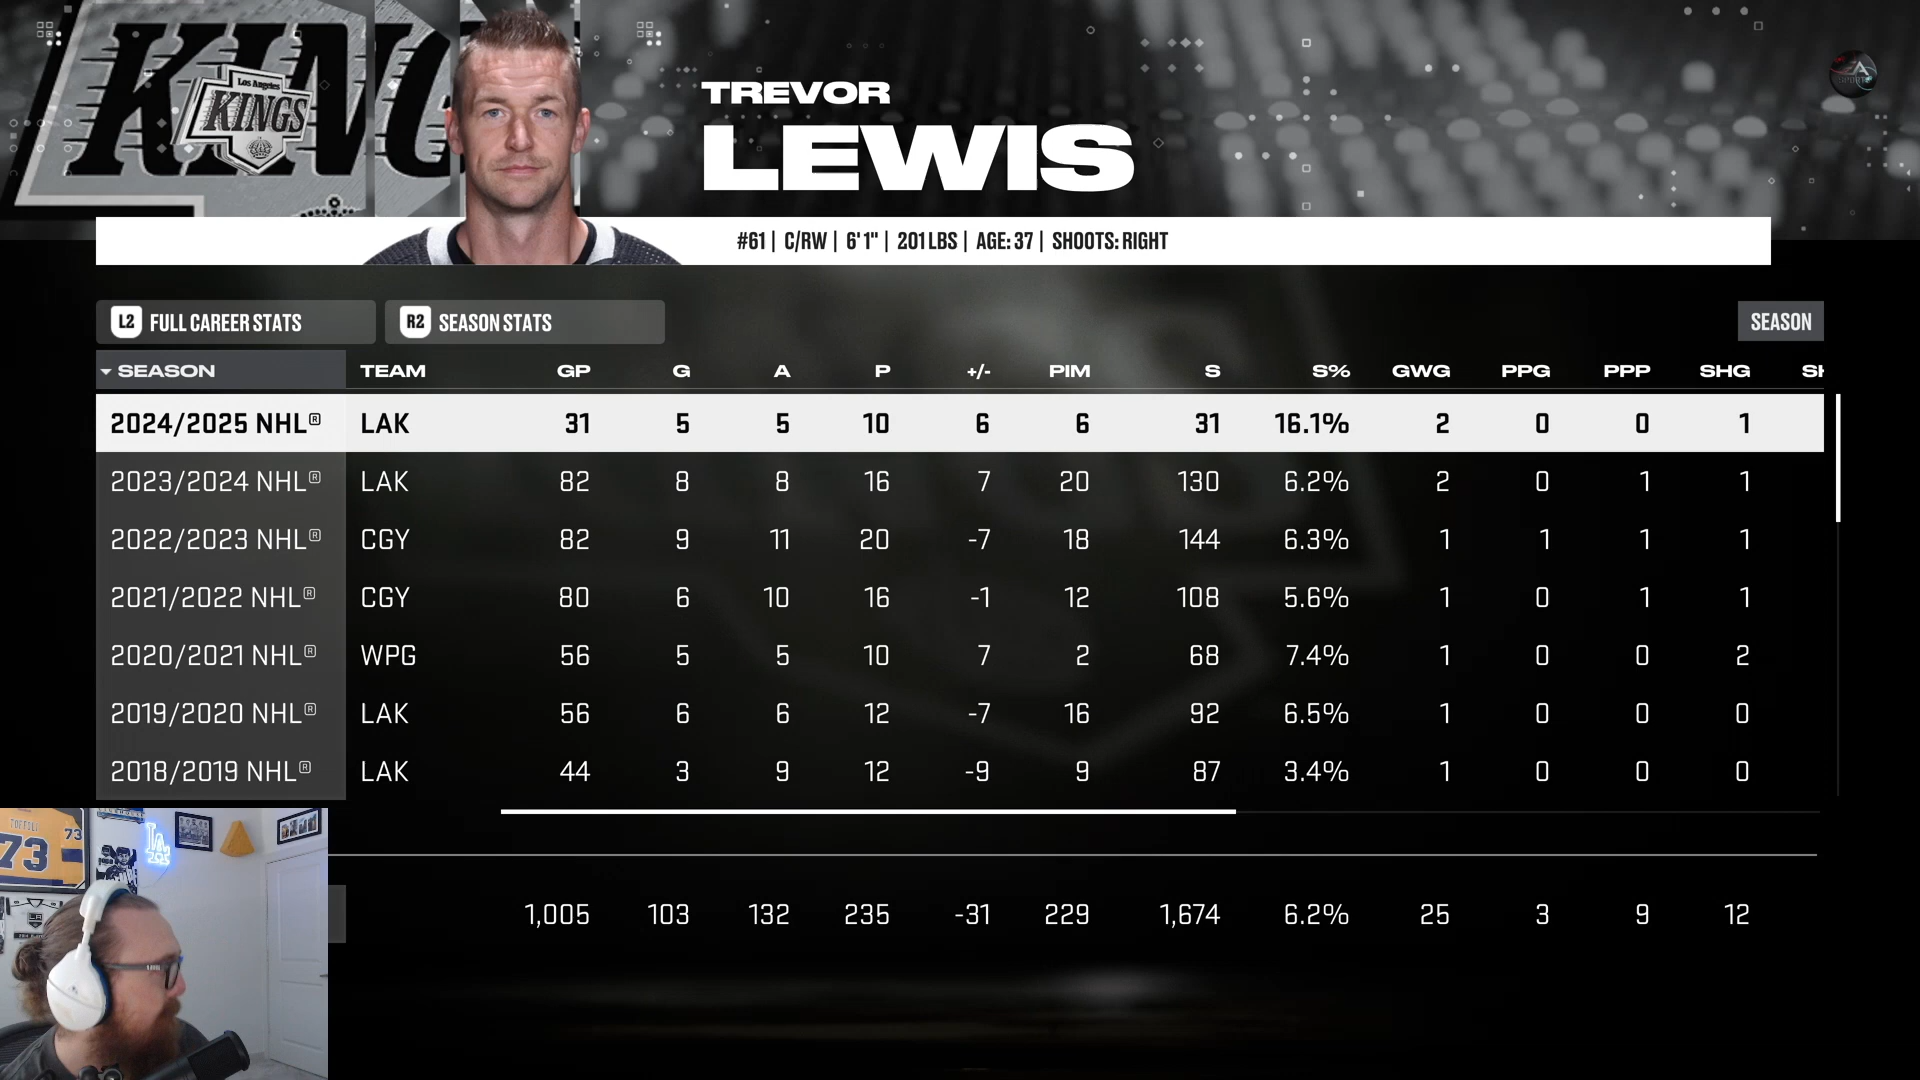 KINGS
Los Angeles
KINGS
TREVOR
LEWIS
#61 | C/RW | 6' 1" | 201 LBS | AGE: 37 | SHOOTS: RIGHT
L2 FULL CAREER STATS R2 SEASON STATS SEASON
SEASON TEAM GP G A P +/- PIM S S% GWG PPG PPP SHG
2024/2025 NHL® LAK 31 5 5 10 6 6 31 16.1% 2 0 0 1
2023/2024 NHL® LAK 82 8 8 16 7 20 130 6.2% 2 0 1 1
2022/2023 NHL® CGY 82 9 11 20 -7 18 144 6.3% 1 1 1 1
2021/2022 NHL® CGY 80 6 10 16 -1 12 108 5.6% 1 0 1 1
2020/2021 NHL® WPG 56 5 5 10 7 2 68 7.4% 1 0 0 2
2019/2020 NHL® LAK 56 6 6 12 -7 16 92 6.5% 1 0 0 0
2018/2019 NHL® LAK 44 3 9 12 -9 9 87 3.4% 1 0 0 0
1,005 103 132 235 -31 229 1,674 6.2% 25 3 9 12
TOFFOLI 73
73
LA